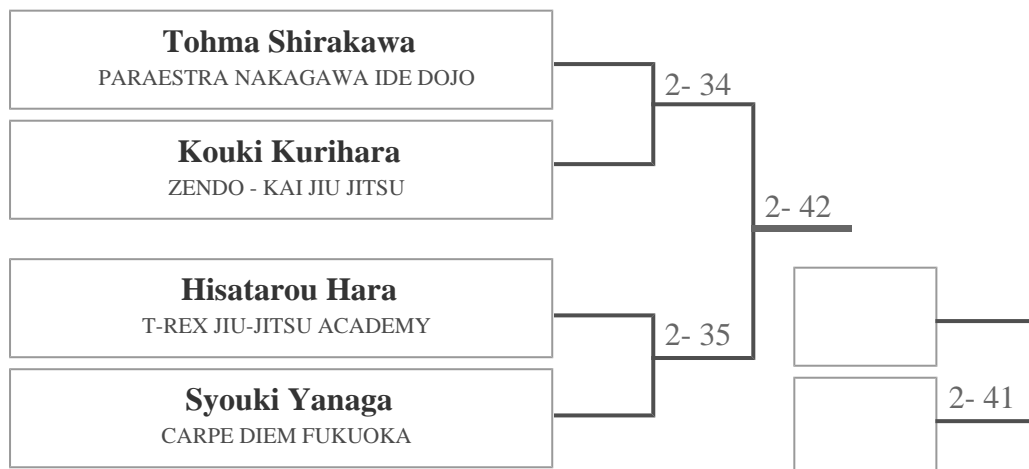 Tohma Shirakawa
PARAESTRA NAKAGAWA IDE DOJO
2- 34
Kouki Kurihara
ZENDO - KAI JIU JITSU
2- 42
Hisatarou Hara
T-REX JIU-JITSU ACADEMY
2- 35
Syouki Yanaga
CARPE DIEM FUKUOKA
2- 41